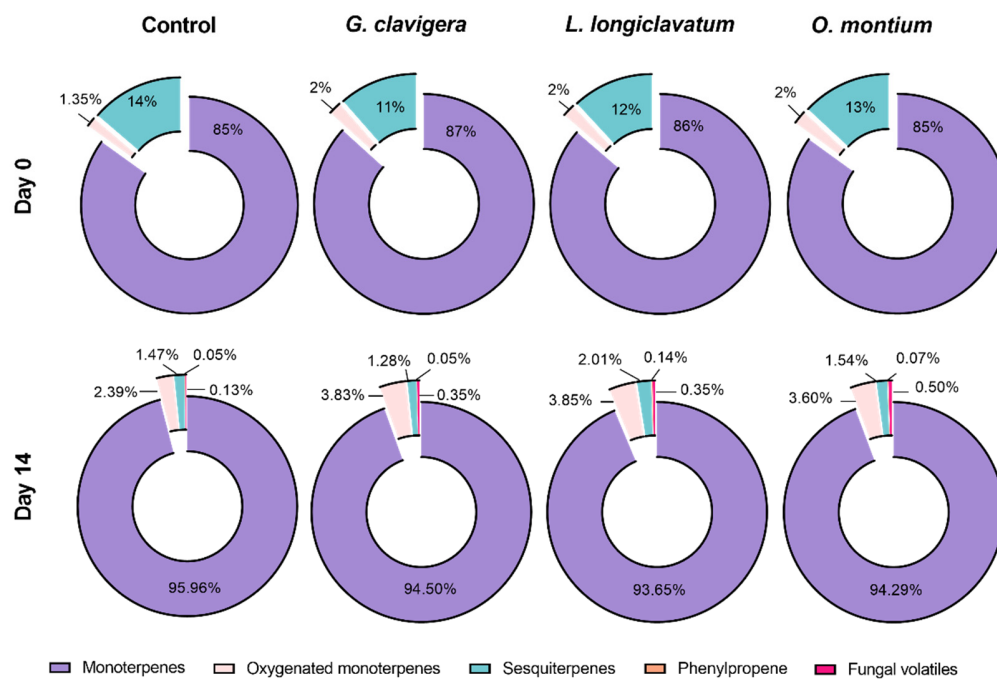 Control G. clavigera L. longiclavatum O. montium
Day 0
1.35% 14% 85%
2% 11% 87%
2% 12% 86%
2% 13% 85%
Day 14
1.47% 0.05%
2.39% 0.13%
95.96%
1.28% 0.05%
3.83% 0.35%
94.50%
2.01% 0.14%
3.85% 0.35%
93.65%
1.54% 0.07%
3.60% 0.50%
94.29%
Monoterpenes Oxygenated monoterpenes Sesquiterpenes Phenylpropene Fungal volatiles